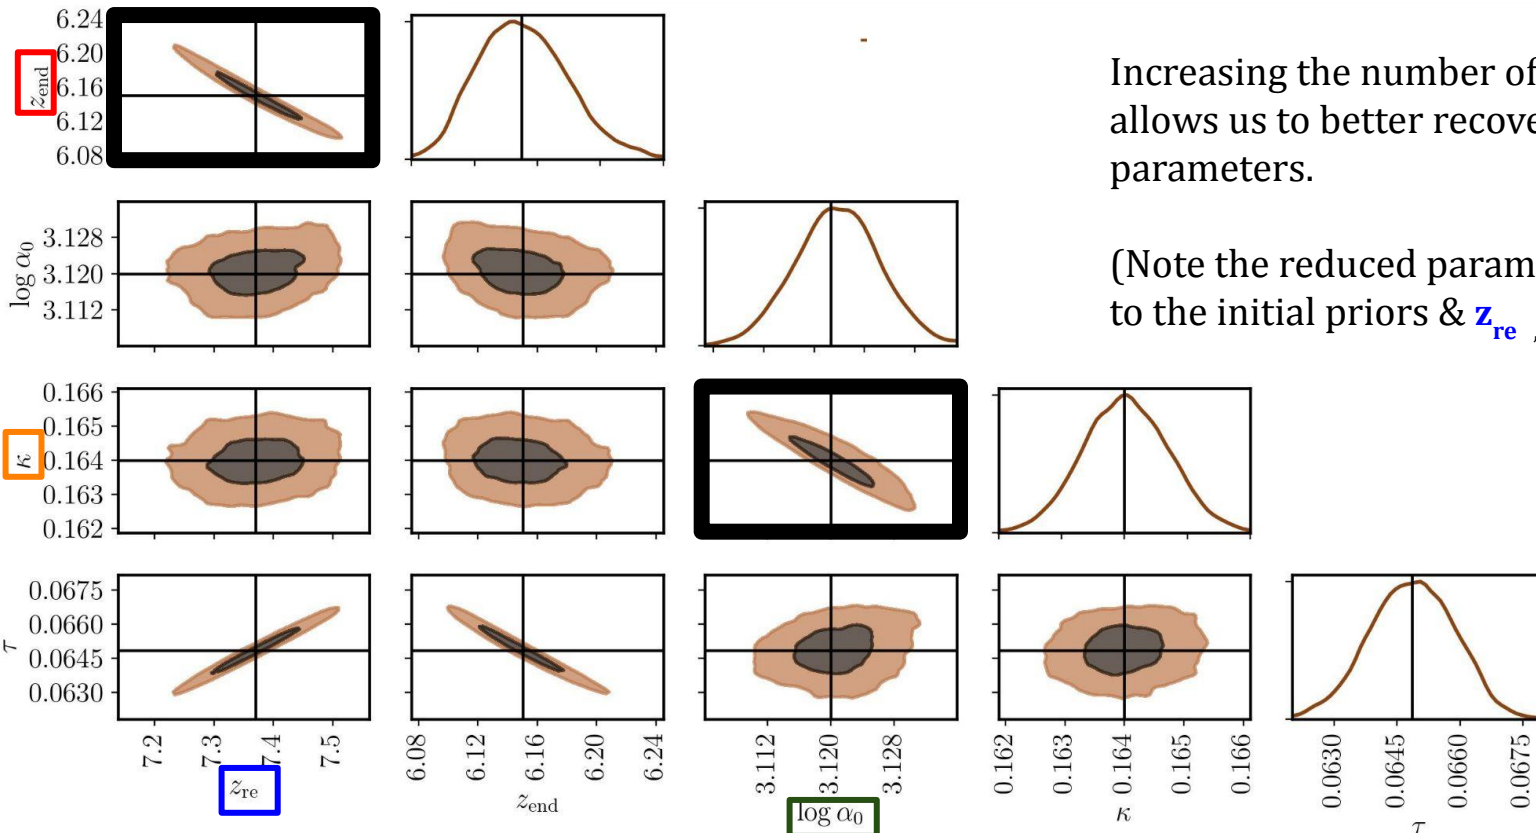 6.24
6.20
6.16
6.12
6.08
z_end
Increasing the number of
allows us to better recove
parameters.
(Note the reduced param
to the initial priors & z_re
3.128
3.120
3.112
log α₀
0.166
0.165
0.164
0.163
0.162
κ
0.0675
0.0660
0.0645
0.0630
τ
7.2 7.3 7.4 7.5
6.08 6.12 6.16 6.20 6.24
3.112 3.120 3.128
0.162 0.163 0.164 0.165 0.166
0.0630 0.0645 0.0660 0.0675
z_re z_end log α₀ κ τ